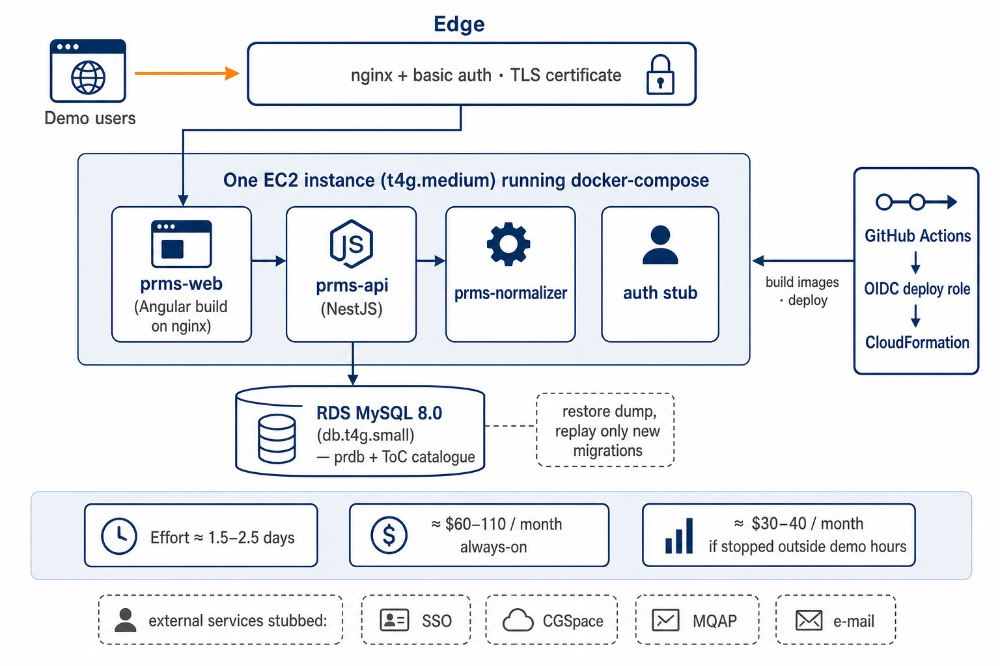 Edge
nginx + basic auth · TLS certificate
Demo users
One EC2 instance (t4g.medium) running docker-compose
prms-web
(Angular build
on nginx)
JS
prms-api
(NestJS)
prms-normalizer
auth stub
build images
· deploy
GitHub Actions
OIDC deploy role
CloudFormation
RDS MySQL 8.0
(db.t4g.small)
— prdb + ToC catalogue
restore dump,
replay only new
migrations
Effort ≈ 1.5–2.5 days
$
≈ $60–110 / month
always-on
≈ $30–40 / month
if stopped outside demo hours
external services stubbed:
SSO
CGSpace
MQAP
e-mail